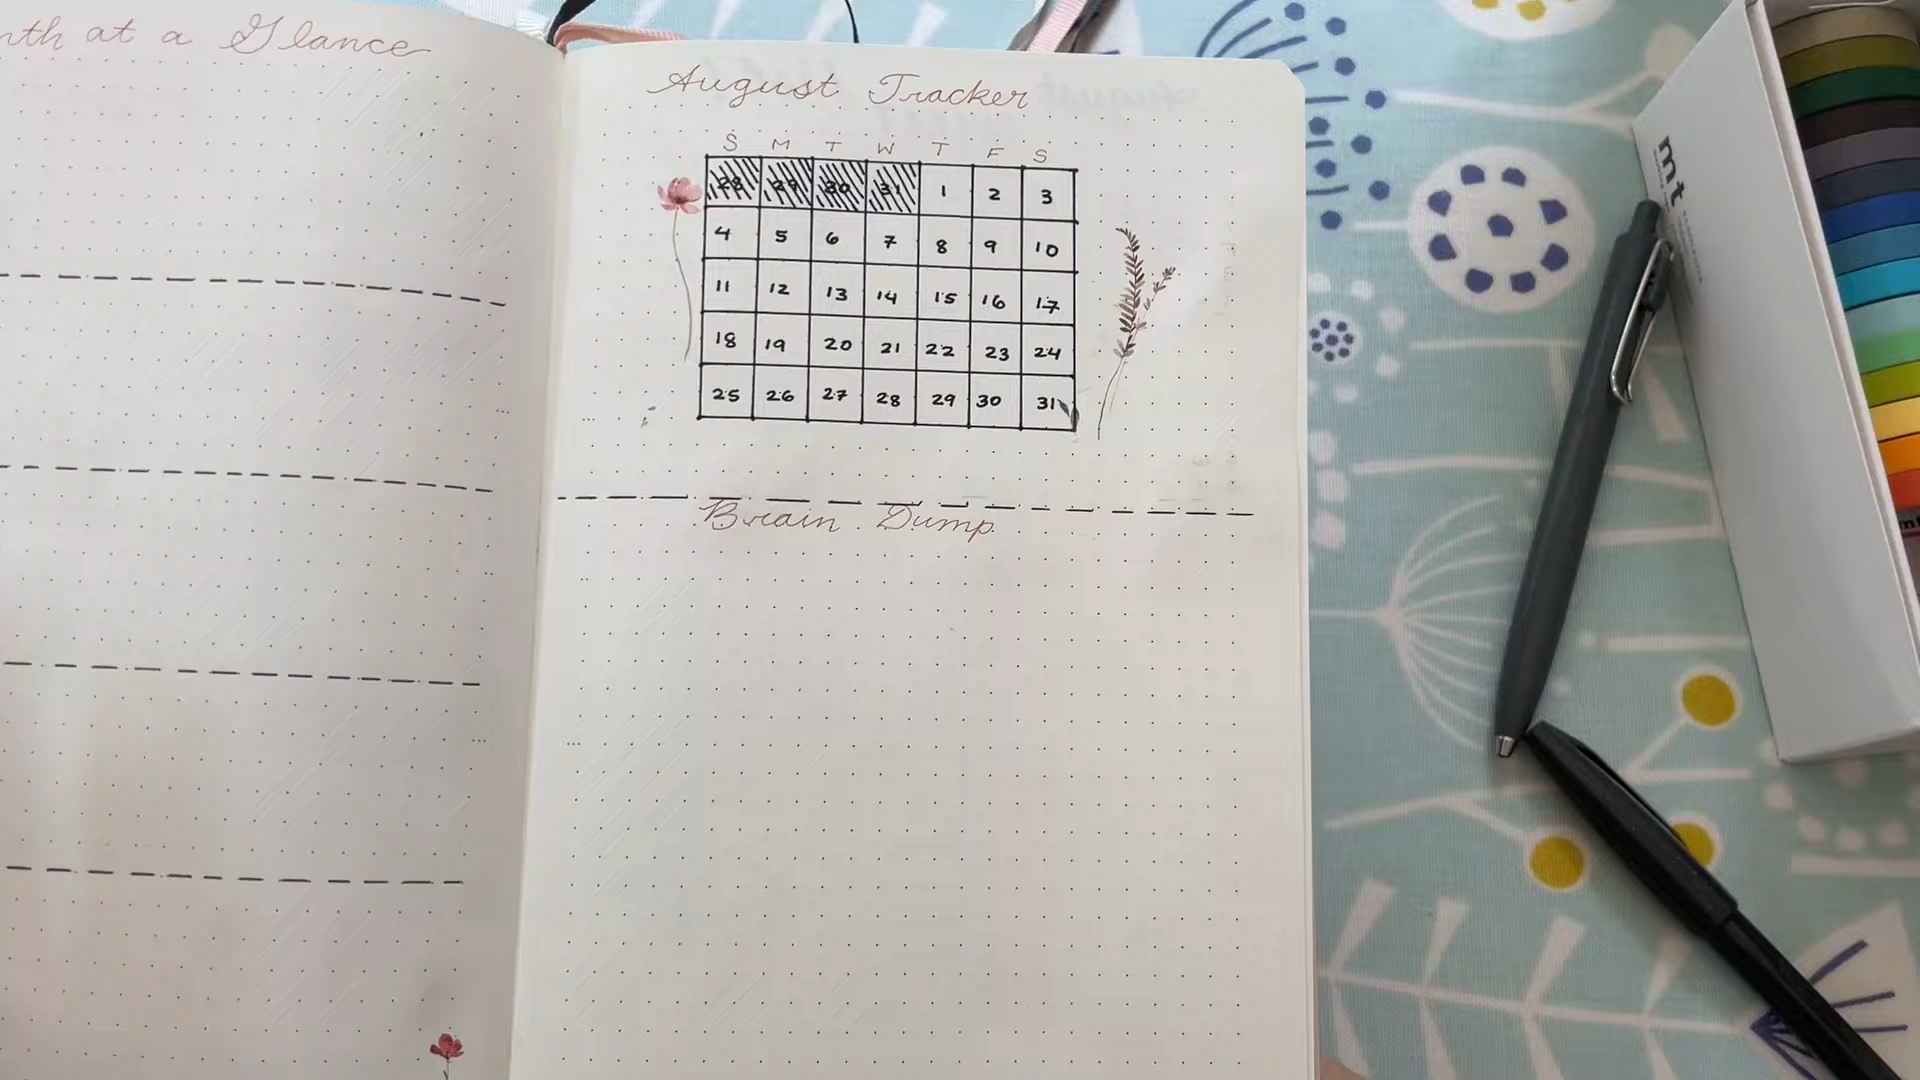 at a Glance
August Tracker
S M T W T F S
28 29 30 31 1 2 3
4 5 6 7 8 9 10
11 12 13 14 15 16 17
18 19 20 21 22 23 24
25 26 27 28 29 30 31
Brain Dump
mt